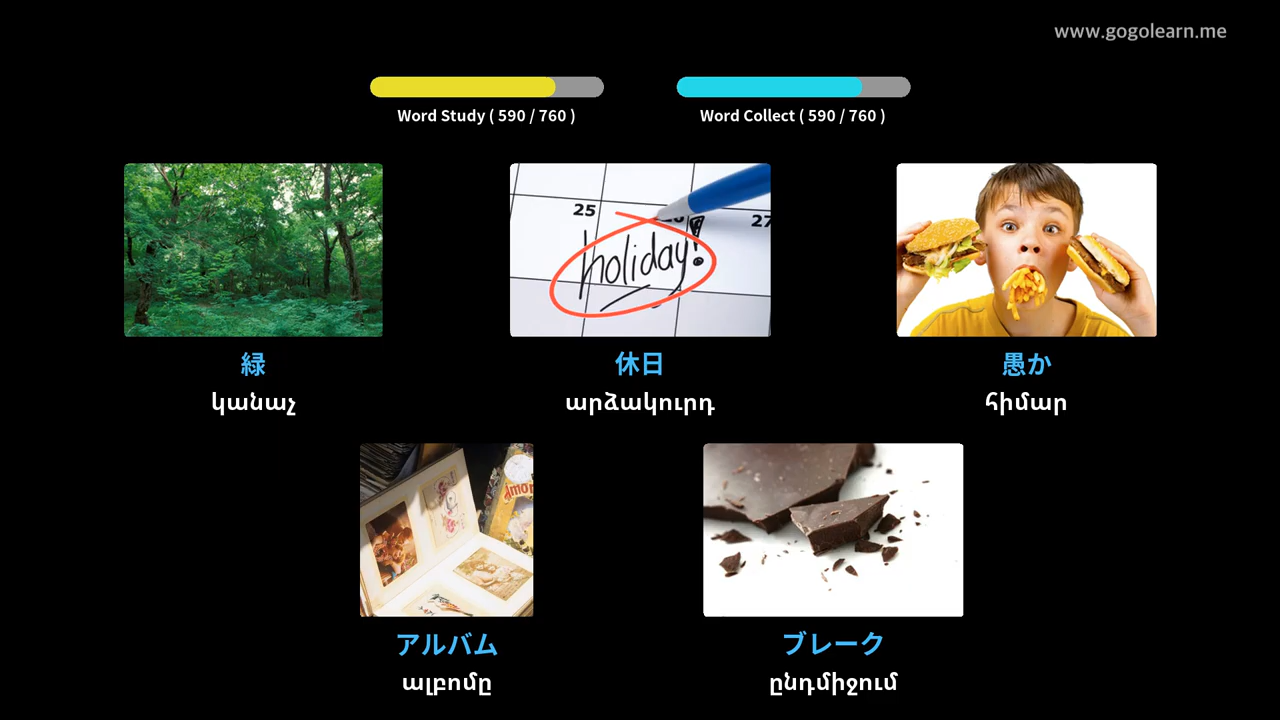 www.gogolearn.me
Word Study ( 590 / 760 )
Word Collect ( 590 / 760 )
25
27
holiday!
緑
休日
愚か
կանաչ
արձակուրդ
հիմար
アルバム
ブレーク
ալբոմը
ընդմիջում